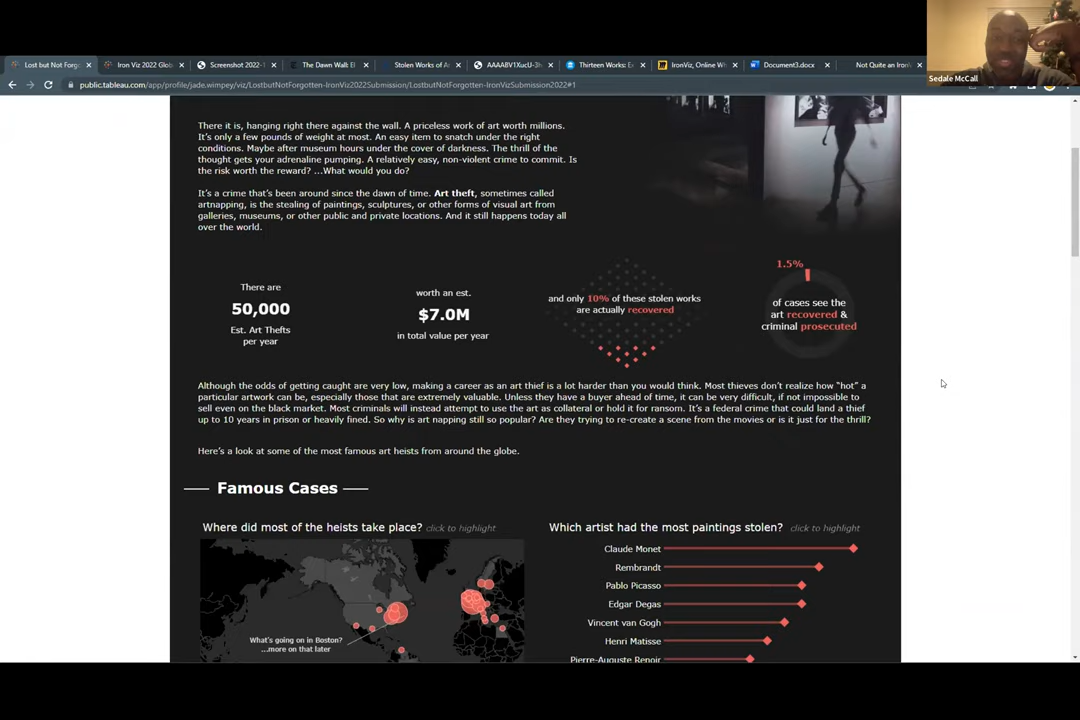 Lost but Not Forg
Iron Viz 2022 Glob
Screenshot 2022-1
The Dawn Wall: El
Stolen Works of A
AAAABV1XucU-3h
Thirteen Works: E
IronViz, Online W
Document3.docx
Not Quite an Iron
Sedale McCall
public.tableau.com/app/profile/jade.wimpey/viz/LostbutNotForgotten-IronViz2022Submission/LostbutNotForgotten-IronVizSubmission2022#1
There it is, hanging right there against the wall. A priceless work of art worth millions.
It's only a few pounds of weight at most. An easy item to snatch under the right
conditions. Maybe after museum hours under the cover of darkness. The thrill of the
thought gets your adrenaline pumping. A relatively easy, non-violent crime to commit. Is
the risk worth the reward? ...What would you do?
It's a crime that's been around since the dawn of time. Art theft, sometimes called
artnapping, is the stealing of paintings, sculptures, or other forms of visual art from
galleries, museums, or other public and private locations. And it still happens today all
over the world.
There are
50,000
Est. Art Thefts
per year
worth an est.
$7.0M
in total value per year
and only 10% of these stolen works
are actually recovered
1.5%
of cases see the
art recovered &
criminal prosecuted
Although the odds of getting caught are very low, making a career as an art thief is a lot harder than you would think. Most thieves don't realize how "hot" a
particular artwork can be, especially those that are extremely valuable. Unless they have a buyer ahead of time, it can be very difficult, if not impossible to
sell even on the black market. Most criminals will instead attempt to use the art as collateral or hold it for ransom. It's a federal crime that could land a thief
up to 10 years in prison or heavily fined. So why is art napping still so popular? Are they trying to re-create a scene from the movies or is it just for the thrill?
Here's a look at some of the most famous art heists from around the globe.
Famous Cases
Where did most of the heists take place? click to highlight
What's going on in Boston?
...more on that later
Which artist had the most paintings stolen? click to highlight
Claude Monet
Rembrandt
Pablo Picasso
Edgar Degas
Vincent van Gogh
Henri Matisse
Pierre-Auguste Renoir